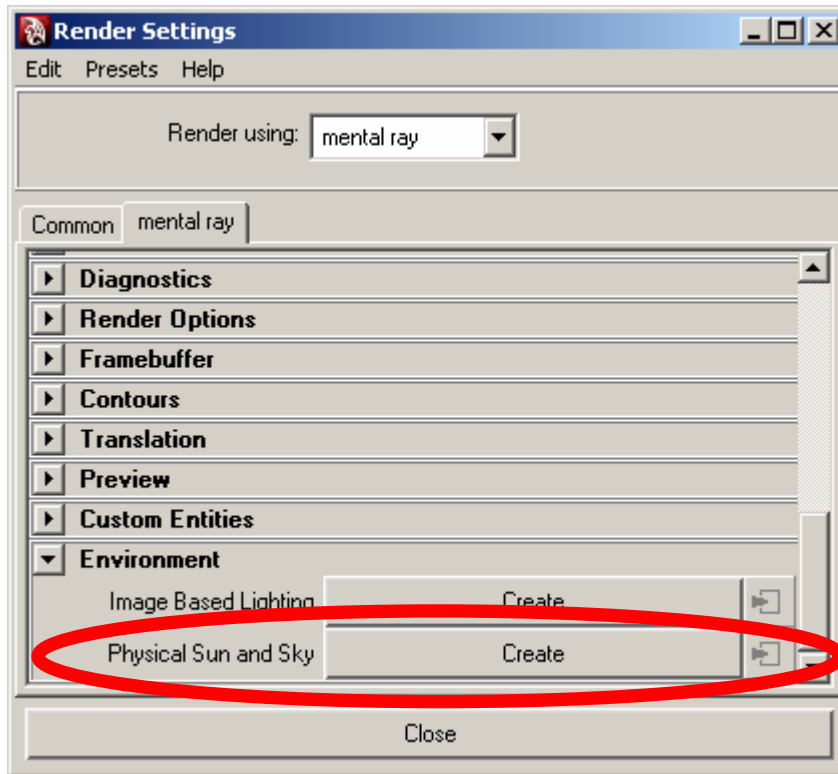 Render Settings
Edit Presets Help
Render using: mental ray
Common mental ray
Diagnostics
Render Options
Framebuffer
Contours
Translation
Preview
Custom Entities
Environment
Image Based Lighting Create
Physical Sun and Sky Create
Close